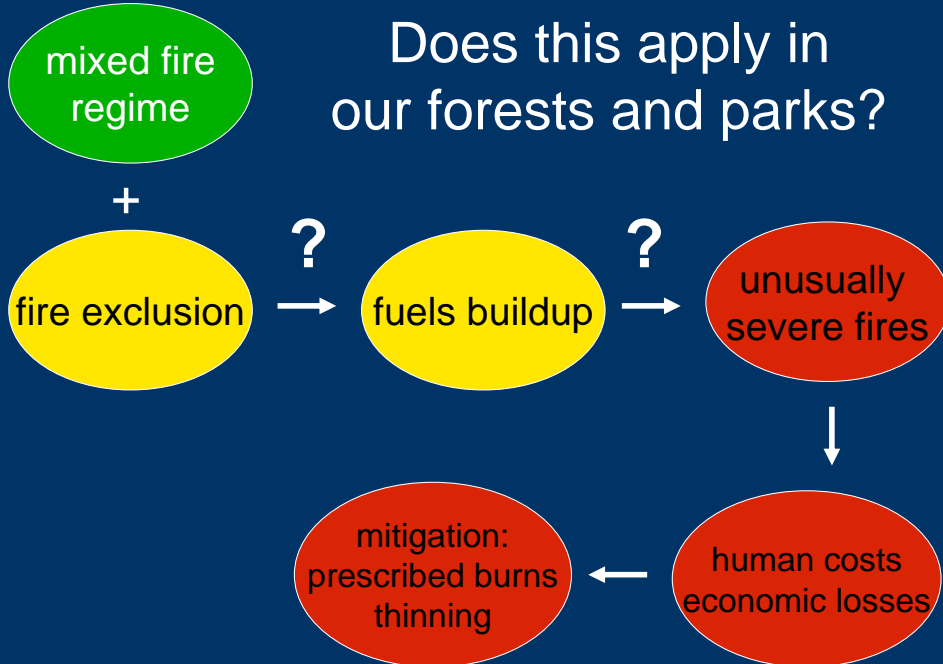 mixed fire
regime
Does this apply in
our forests and parks?
+
fire exclusion
?
fuels buildup
?
unusually
severe fires
mitigation:
prescribed burns
thinning
human costs
economic losses